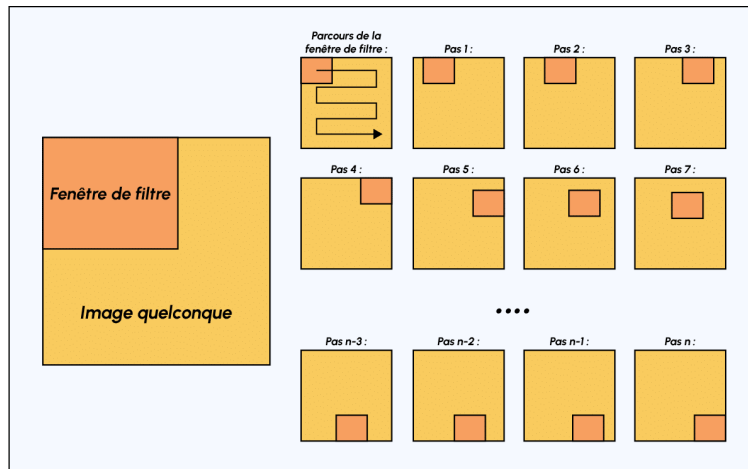 Parcours de la
fenêtre de filtre :
Pas 1 :
Pas 2 :
Pas 3 :
Fenêtre de filtre
Image quelconque
Pas 4 :
Pas 5 :
Pas 6 :
Pas 7 :
....
Pas n-3 :
Pas n-2 :
Pas n-1 :
Pas n :